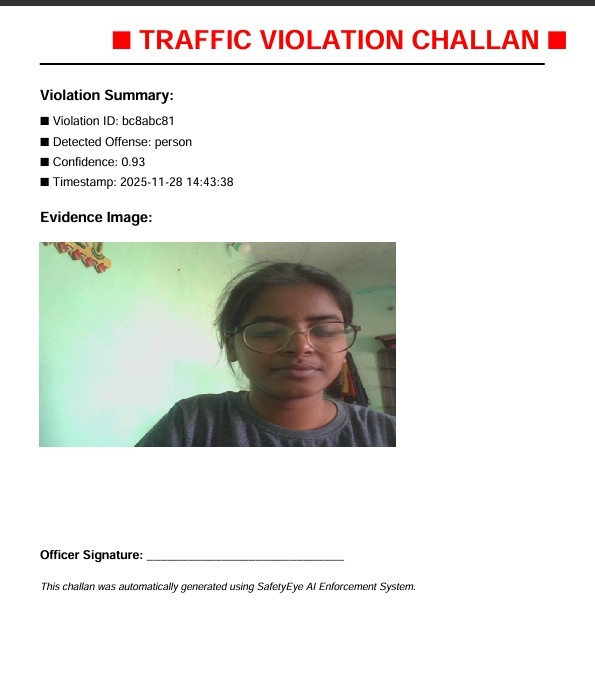 ■ TRAFFIC VIOLATION CHALLAN ■
Violation Summary:
■ Violation ID: bc8abc81
■ Detected Offense: person
■ Confidence: 0.93
■ Timestamp: 2025-11-28 14:43:38
Evidence Image:
Officer Signature: ______________________________
This challan was automatically generated using SafetyEye AI Enforcement System.